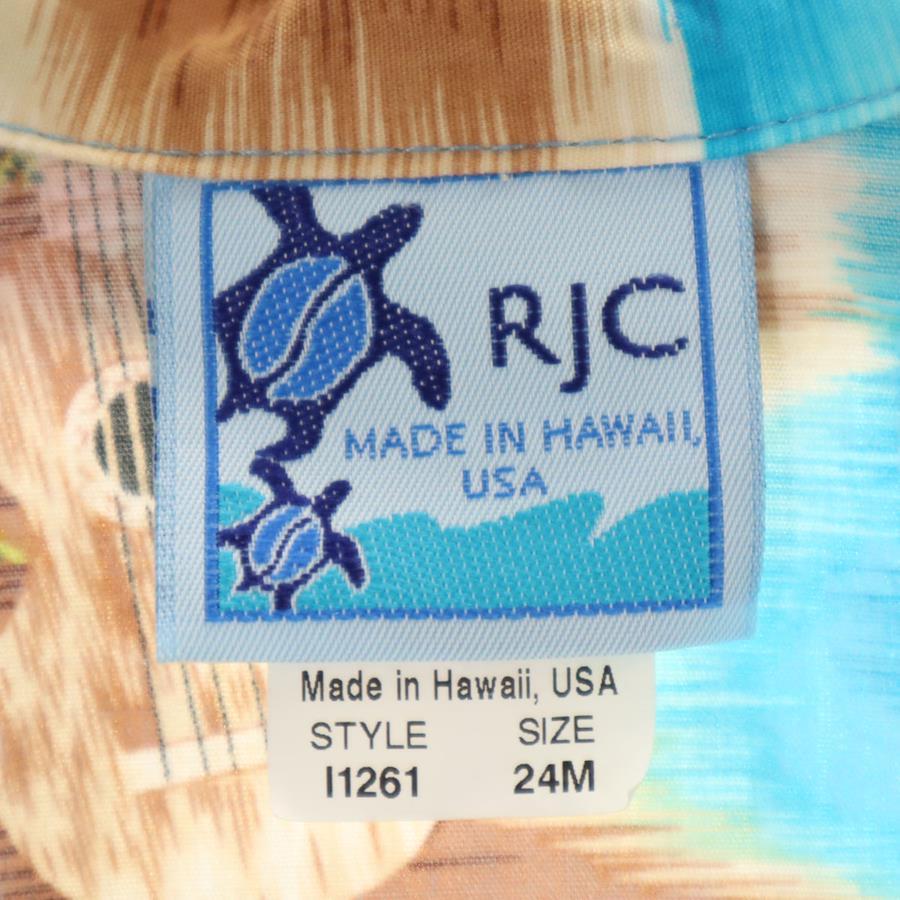 RJC
MADE IN HAWAII,
USA
Made in Hawaii, USA
STYLE SIZE
I1261 24M